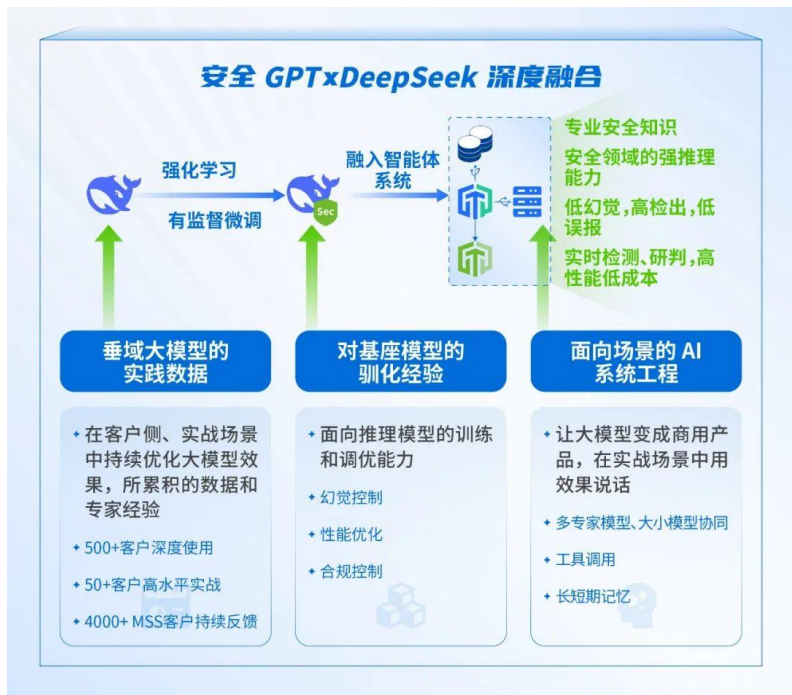 安全 GPTxDeepSeek 深度融合
强化学习
有监督微调
Sec
融入智能体
系统
专业安全知识
安全领域的强推理
能力
低幻觉,高检出,低
误报
实时检测、研判,高
性能低成本
垂域大模型的
实践数据
在客户侧、实战场景
中持续优化大模型效
果，所累积的数据和
专家经验
500+客户深度使用
50+客户高水平实战
4000+ MSS客户持续反馈
对基座模型的
驯化经验
面向推理模型的训练
和调优能力
幻觉控制
性能优化
合规控制
面向场景的 AI
系统工程
让大模型变成商用产
品，在实战场景中用
效果说话
多专家模型、大小模型协同
工具调用
长短期记忆